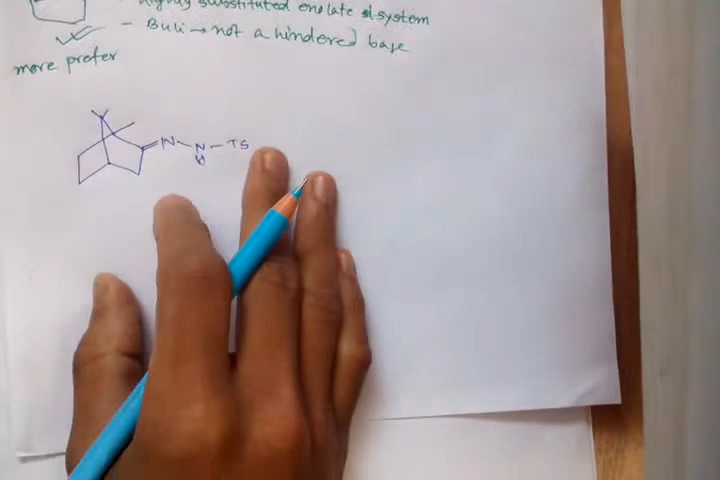 - highly substituted enolate system
- Buli → not a hindered base
more prefer
N - N - TS
H